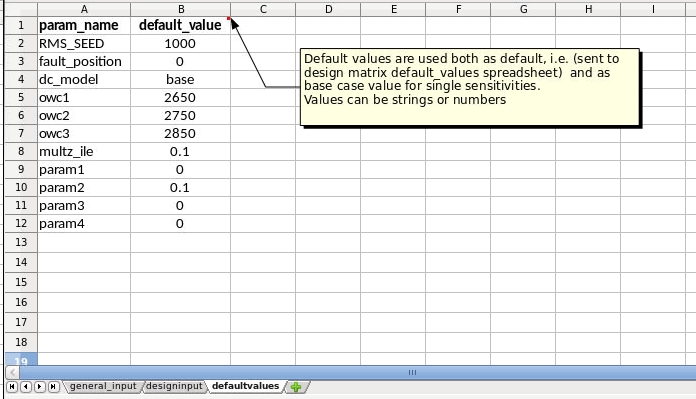 A B C D E F G H I J
1 param_name default_value
2 RMS_SEED 1000
3 fault_position 0
4 dc_model base
5 owc1 2650
6 owc2 2750
7 owc3 2850
8 multz_ile 0.1
9 param1 0
10 param2 0.1
11 param3 0
12 param4 0
13
14
15
16
17
18
19
Default values are used both as default, i.e. (sent to
design matrix default_values spreadsheet)  and as
base case value for single sensitivities.
Values can be strings or numbers
general_input designinput defaultvalues